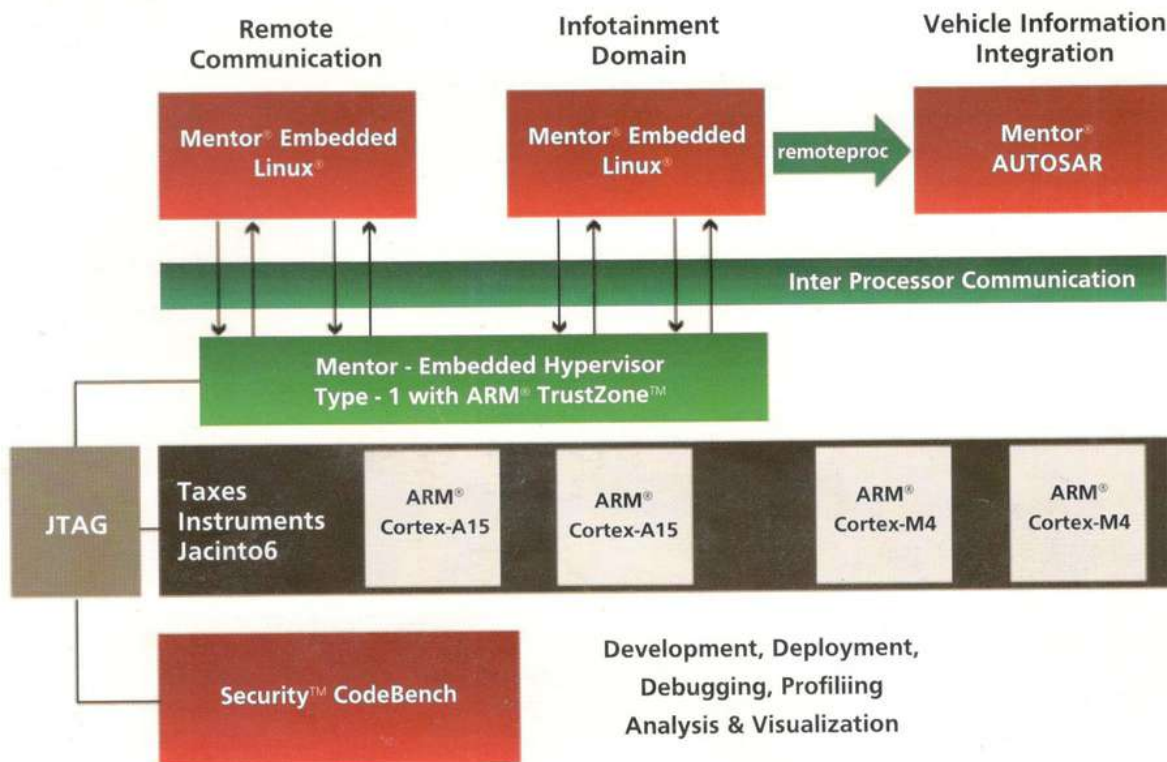 Remote
Communication
Infotainment
Domain
Vehicle Information
Integration
Mentor® Embedded
Linux®
Mentor® Embedded
Linux®
remoteproc
Mentor®
AUTOSAR
Inter Processor Communication
Mentor - Embedded Hypervisor
Type - 1 with ARM® TrustZone™
JTAG
Taxes
Instruments
Jacinto6
ARM®
Cortex-A15
ARM®
Cortex-A15
ARM®
Cortex-M4
ARM®
Cortex-M4
Security™ CodeBench
Development, Deployment,
Debugging, Profiliing
Analysis & Visualization